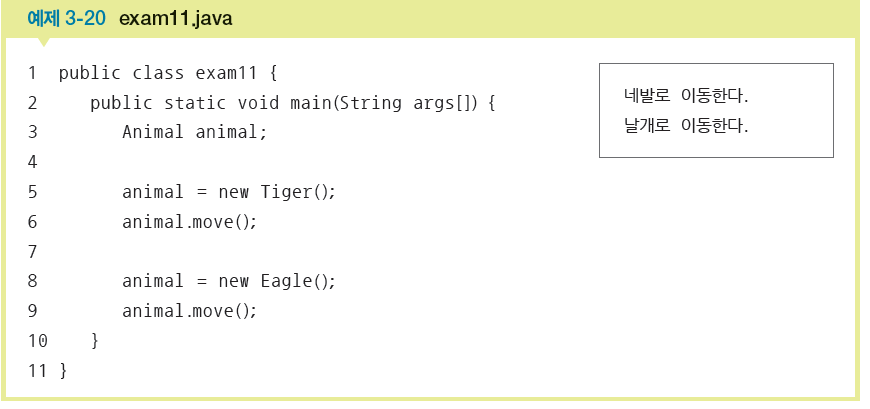 예제 3-20 exam11.java
1 public class exam11 {
2 public static void main(String args[]) {
3 Animal animal;
4
5 animal = new Tiger();
6 animal.move();
7
8 animal = new Eagle();
9 animal.move();
10 }
11 }
네발로 이동한다.
날개로 이동한다.